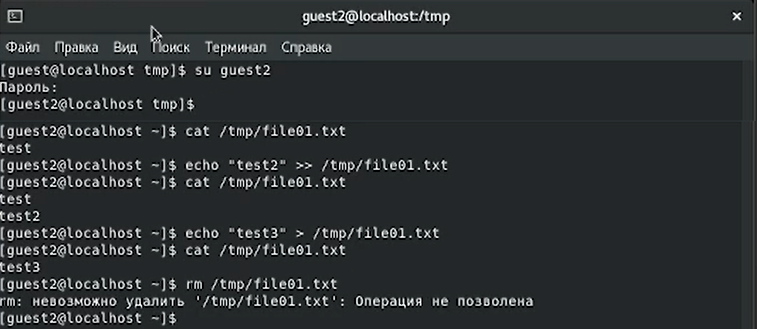 guest2@localhost:/tmp
Файл Правка Вид Поиск Терминал Справка
[guest@localhost tmp]$ su guest2
Пароль:
[guest2@localhost tmp]$
[guest2@localhost ~]$ cat /tmp/file01.txt
test
[guest2@localhost ~]$ echo "test2" >> /tmp/file01.txt
[guest2@localhost ~]$ cat /tmp/file01.txt
test
test2
[guest2@localhost ~]$ echo "test3" > /tmp/file01.txt
[guest2@localhost ~]$ cat /tmp/file01.txt
test3
[guest2@localhost ~]$ rm /tmp/file01.txt
rm: невозможно удалить '/tmp/file01.txt': Операция не позволена
[guest2@localhost ~]$